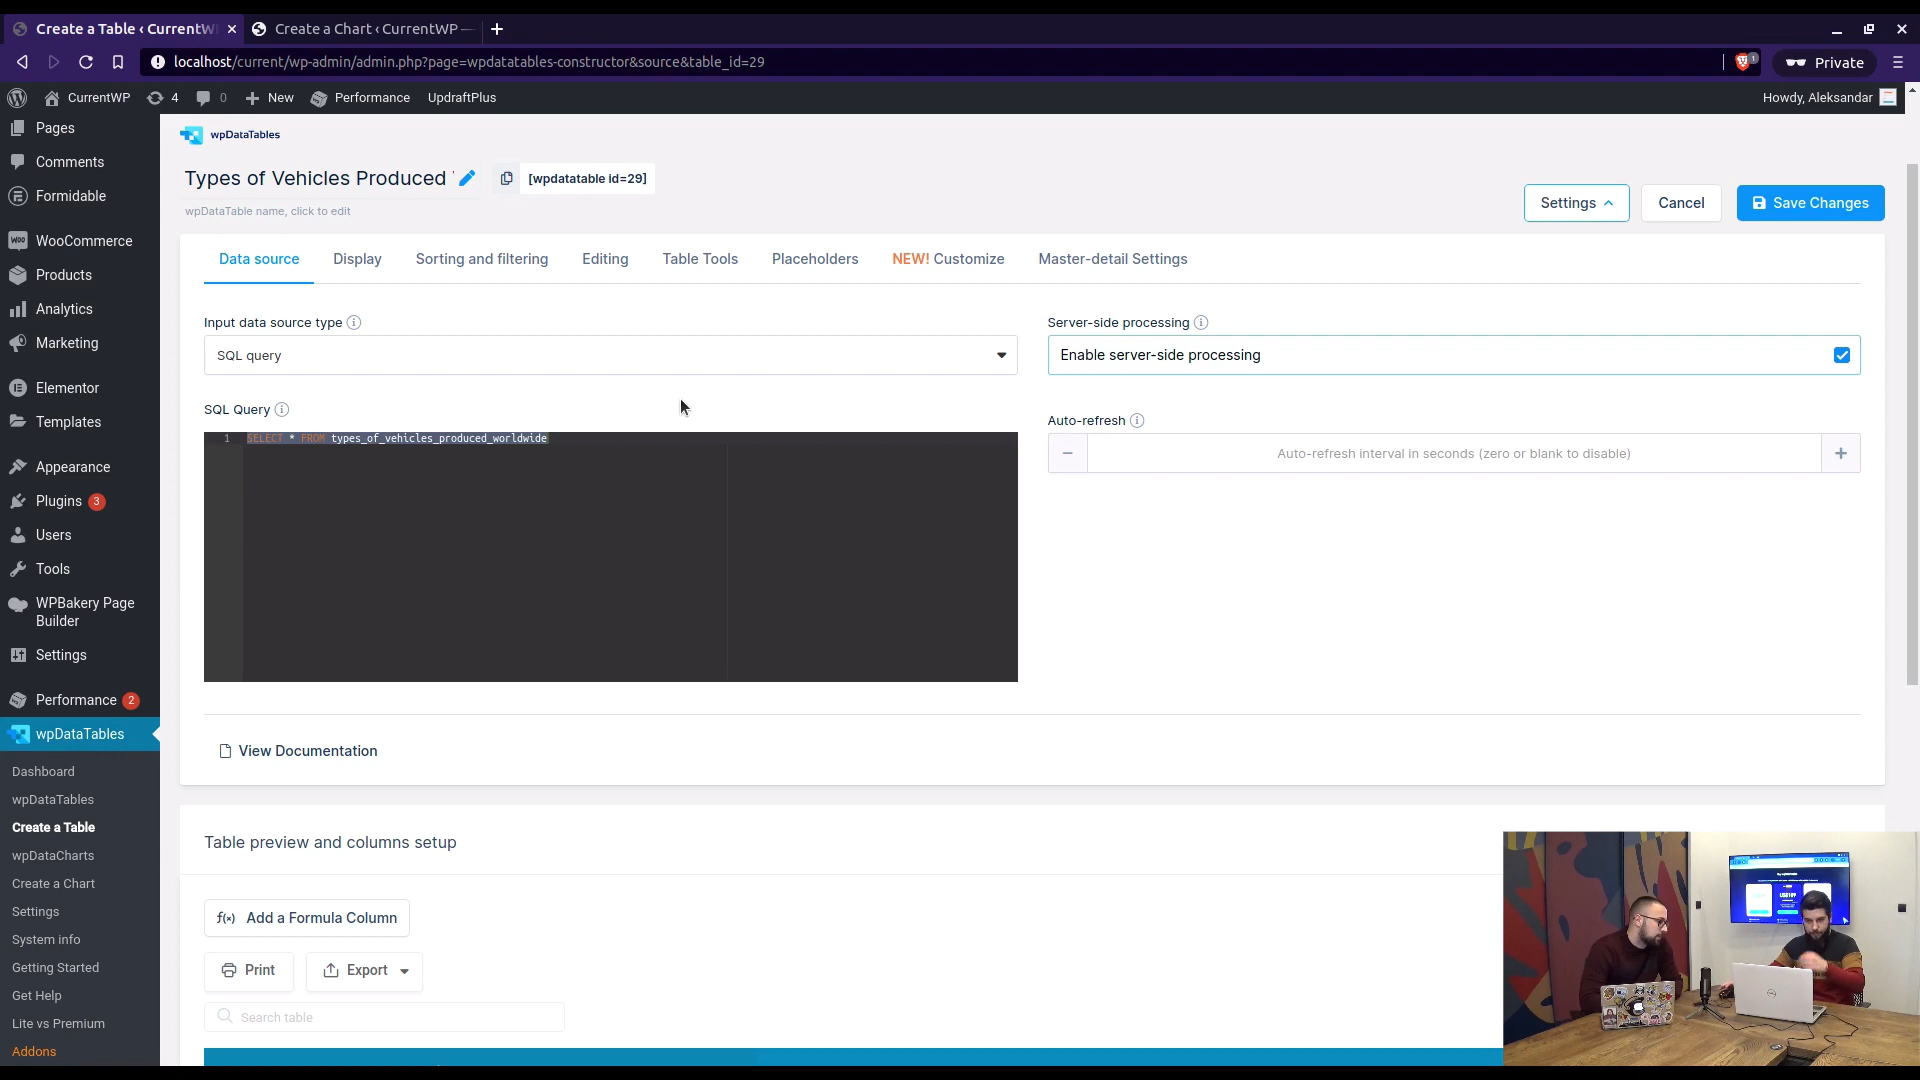 Create a Table ‹ CurrentW
Create a Chart ‹ CurrentWP —
localhost/current/wp-admin/admin.php?page=wpdatatables-constructor&source&table_id=29
1
Private
CurrentWP
4
0
New
Performance
UpdraftPlus
Howdy, Aleksandar
Pages
Comments
Formidable
WooCommerce
Products
Analytics
Marketing
Elementor
Templates
Appearance
Plugins 3
Users
Tools
WPBakery Page
Builder
Settings
Performance 2
wpDataTables
Dashboard
wpDataTables
Create a Table
wpDataCharts
Create a Chart
Settings
System info
Getting Started
Get Help
Lite vs Premium
Addons
wpDataTables
Types of Vehicles Produced
[wpdatatable id=29]
wpDataTable name, click to edit
Settings
Cancel
Save Changes
Data source
Display
Sorting and filtering
Editing
Table Tools
Placeholders
NEW! Customize
Master-detail Settings
Input data source type
SQL query
Server-side processing
Enable server-side processing
SQL Query
1 SELECT * FROM types_of_vehicles_produced_worldwide
Auto-refresh
− Auto-refresh interval in seconds (zero or blank to disable) +
View Documentation
Table preview and columns setup
f(x) Add a Formula Column
Print
Export
Search table